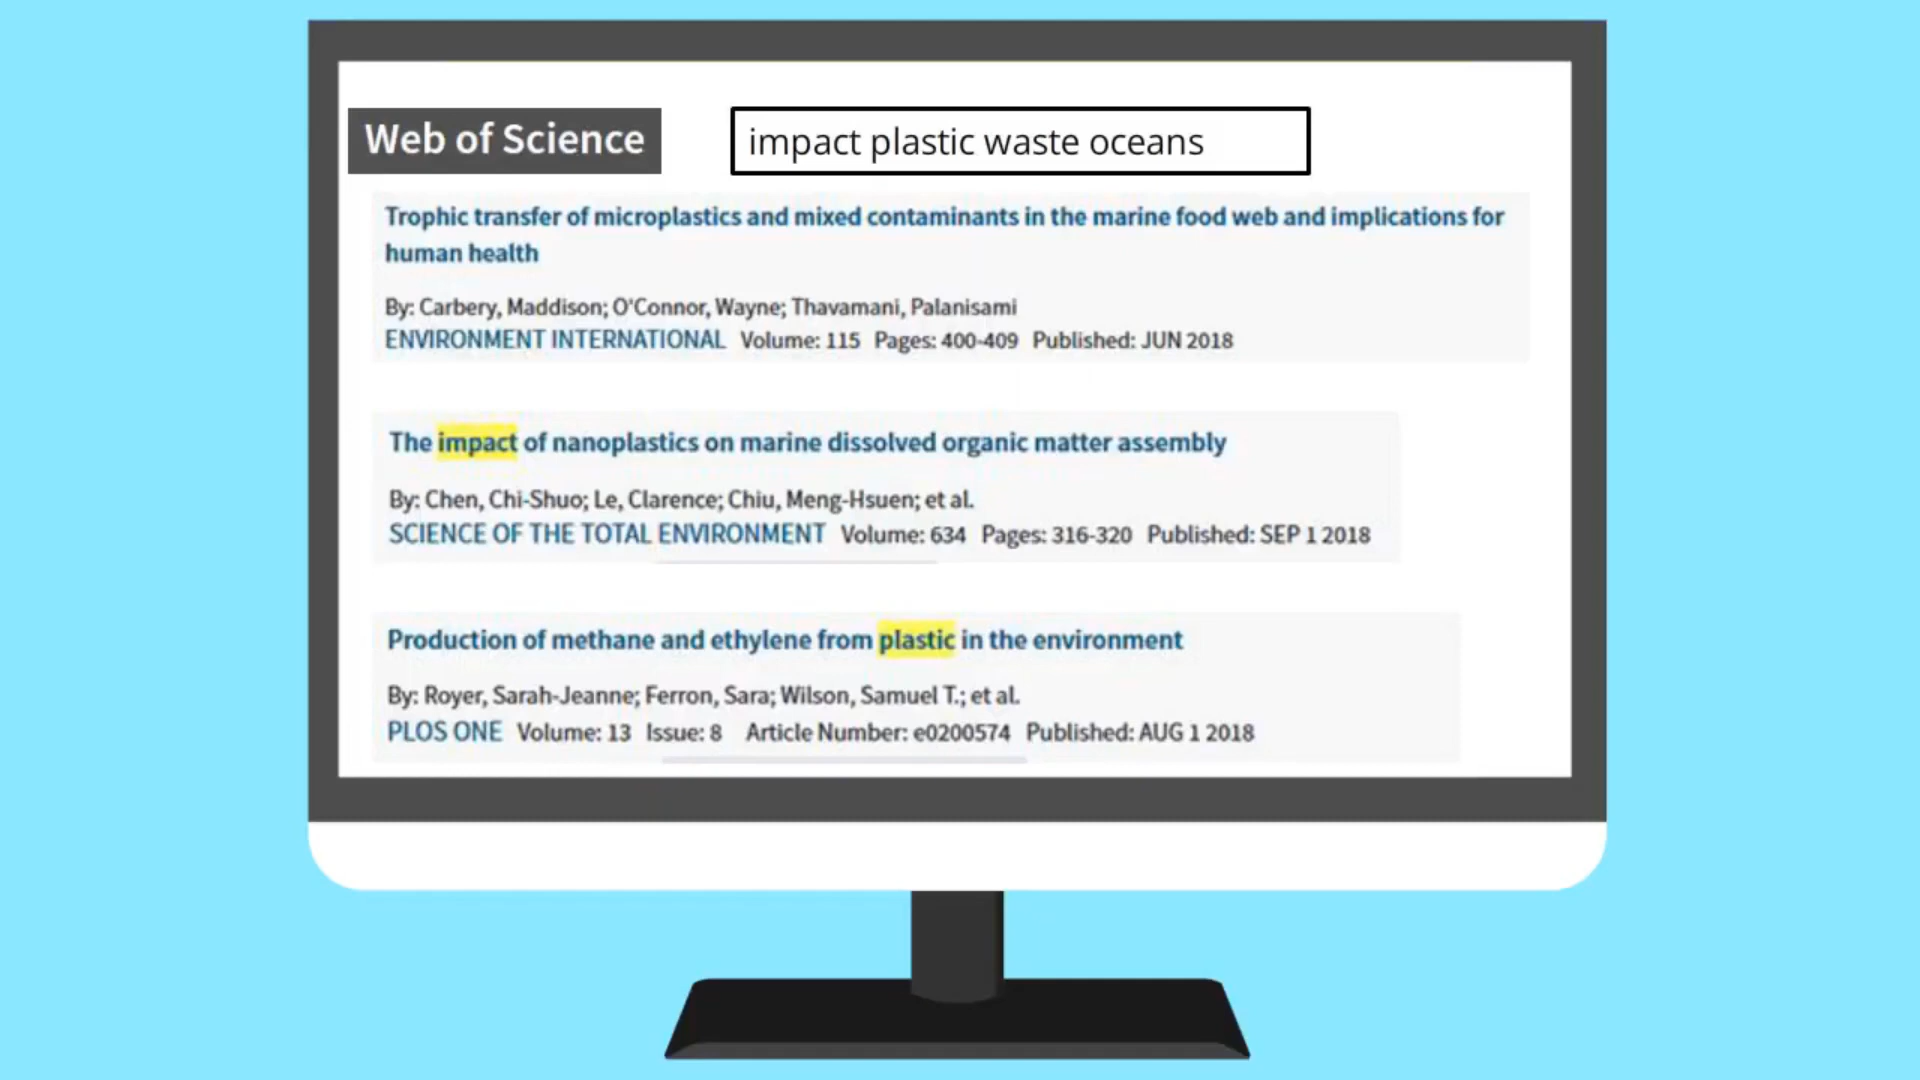 Web of Science
impact plastic waste oceans
Trophic transfer of microplastics and mixed contaminants in the marine food web and implications for
human health
By: Carbery, Maddison; O'Connor, Wayne; Thavamani, Palanisami
ENVIRONMENT INTERNATIONAL Volume: 115 Pages: 400-409 Published: JUN 2018
The impact of nanoplastics on marine dissolved organic matter assembly
By: Chen, Chi-Shuo; Le, Clarence; Chiu, Meng-Hsuen; et al.
SCIENCE OF THE TOTAL ENVIRONMENT Volume: 634 Pages: 316-320 Published: SEP 1 2018
Production of methane and ethylene from plastic in the environment
By: Royer, Sarah-Jeanne; Ferron, Sara; Wilson, Samuel T.; et al.
PLOS ONE Volume: 13 Issue: 8 Article Number: e0200574 Published: AUG 1 2018